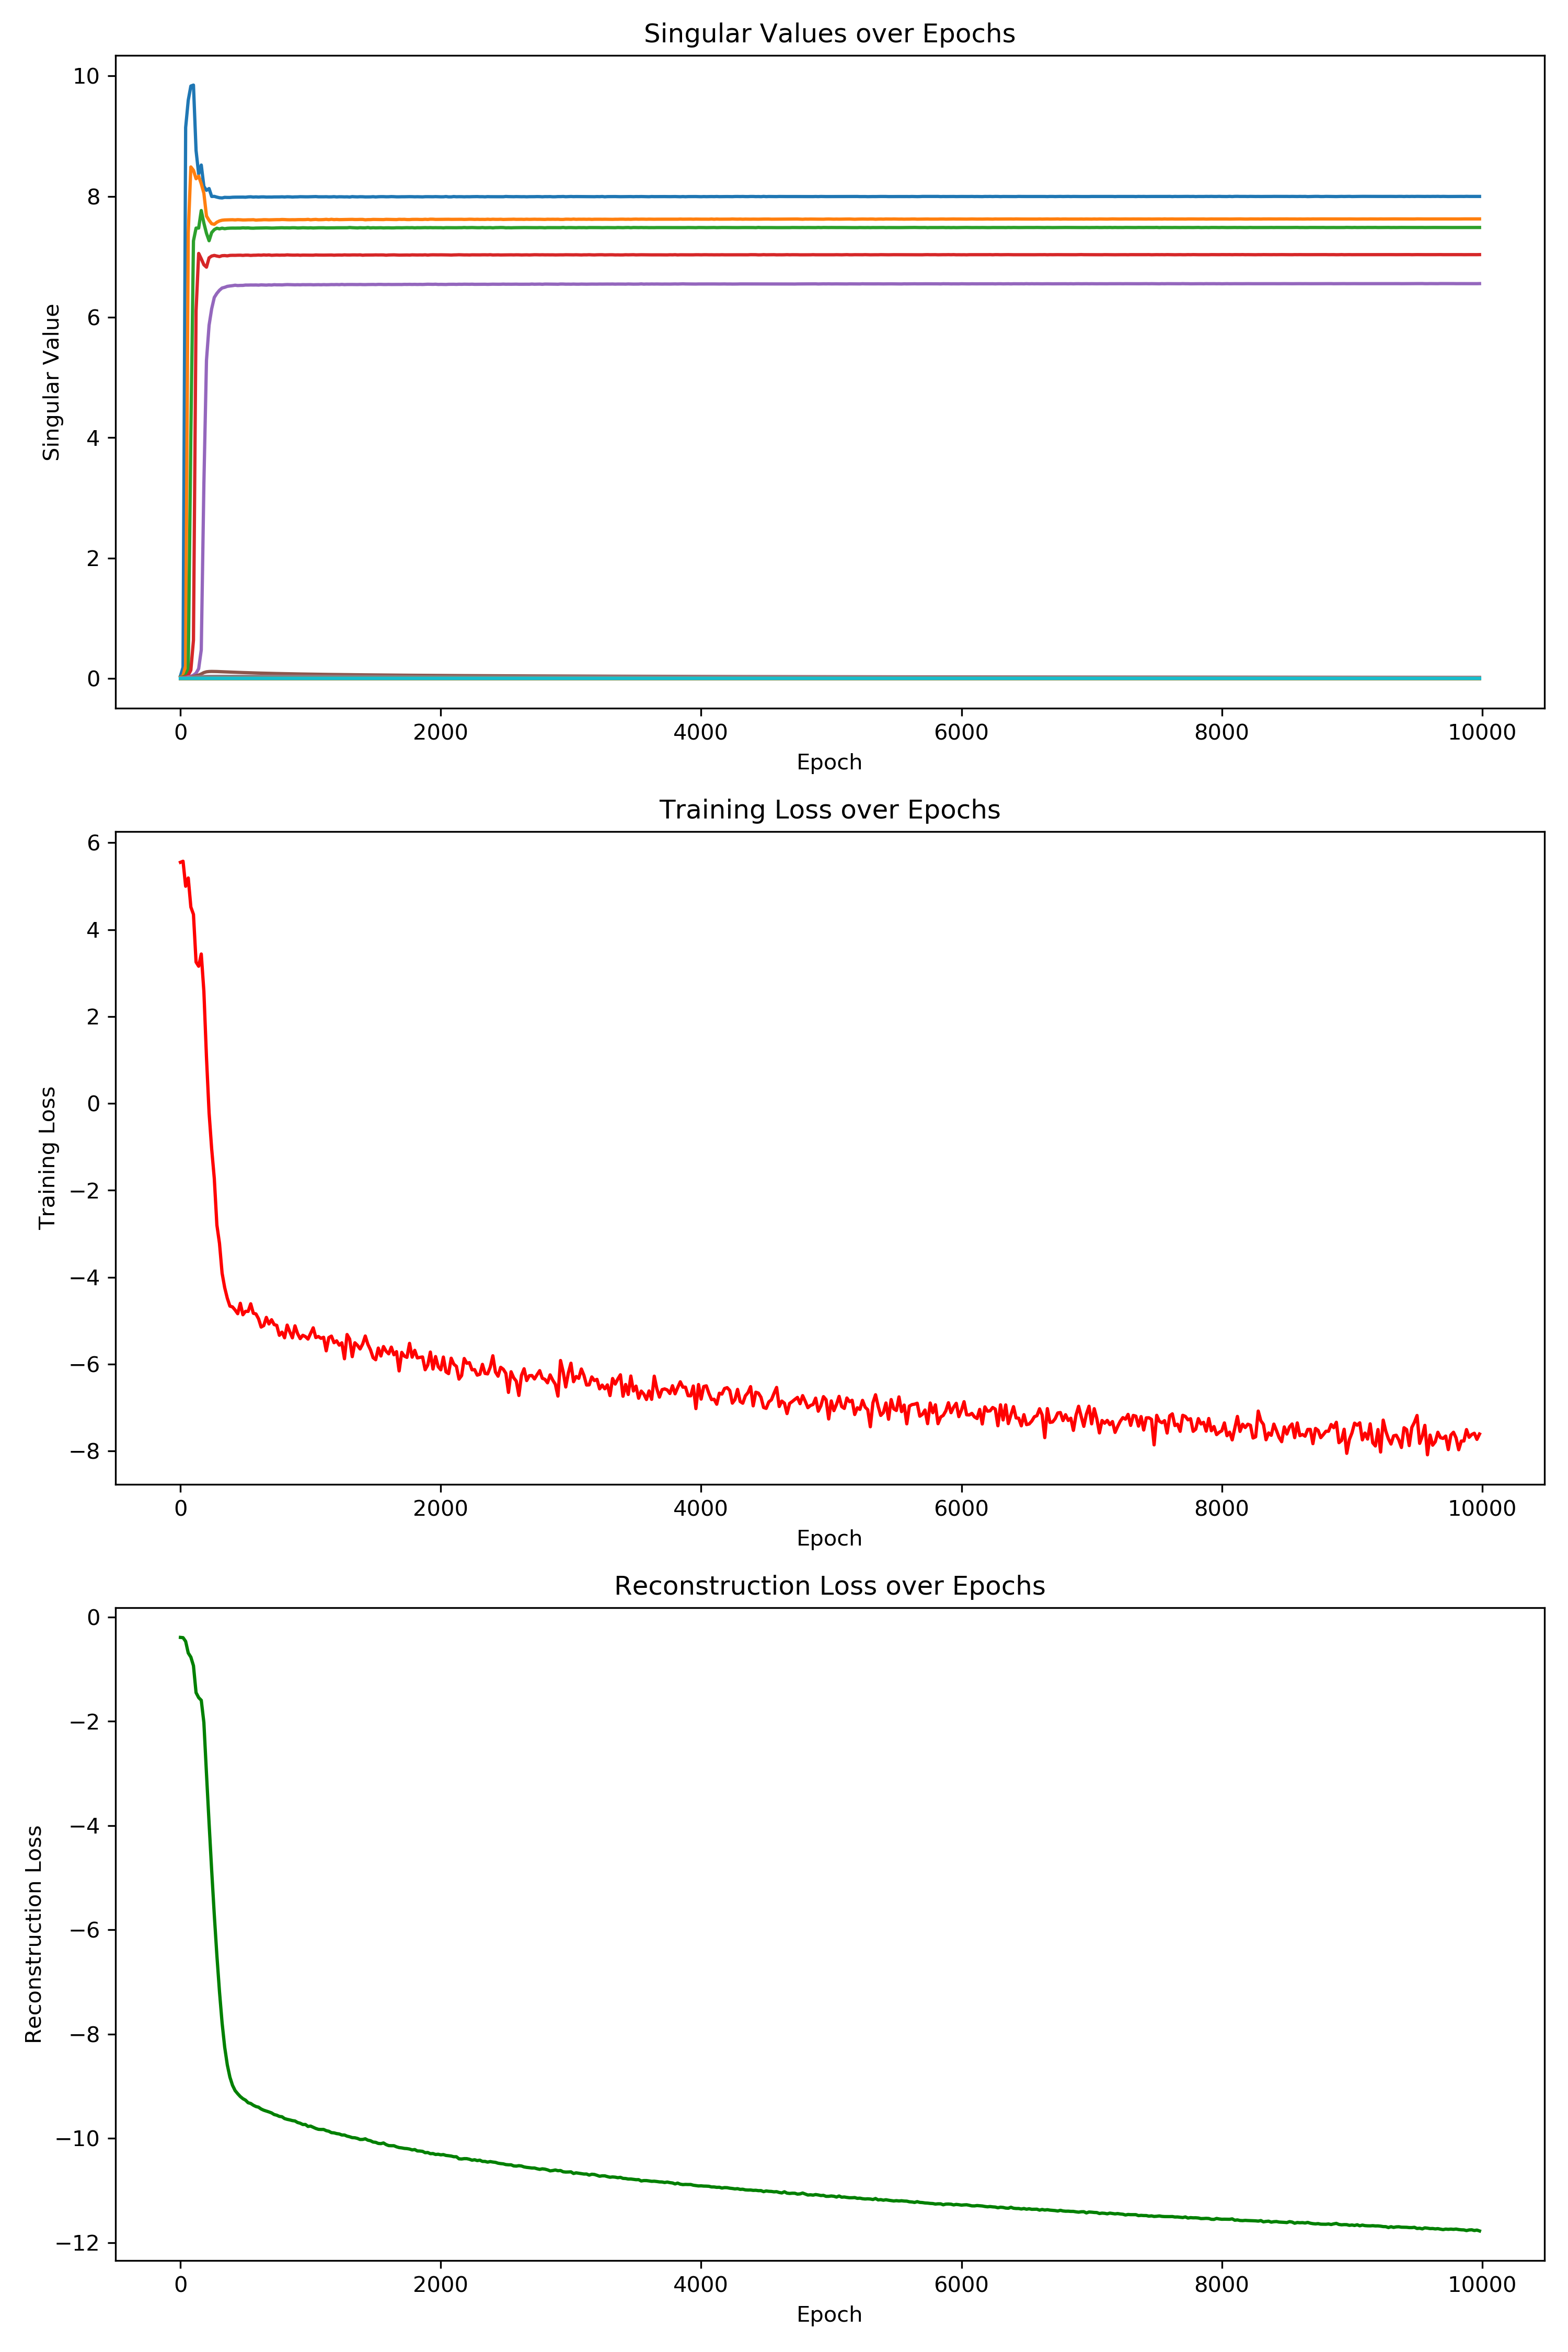 Singular Values over Epochs
10
8
6
4
2
0
Singular Value
0 2000 4000 6000 8000 10000
Epoch
Training Loss over Epochs
6
4
2
0
−2
−4
−6
−8
Training Loss
0 2000 4000 6000 8000 10000
Epoch
Reconstruction Loss over Epochs
0
−2
−4
−6
−8
−10
−12
Reconstruction Loss
0 2000 4000 6000 8000 10000
Epoch